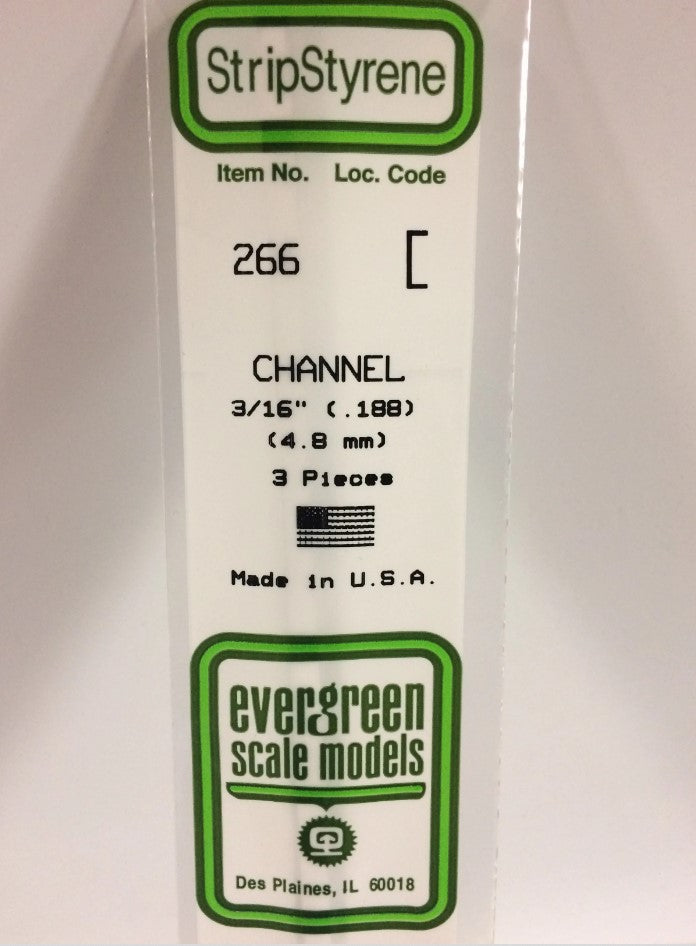 StripStyrene
Item No. Loc. Code
266
CHANNEL
3/16" (.188)
(4.8 mm)
3 Pieces
Made in U.S.A.
evergreen
scale models
Des Plaines, IL 60018